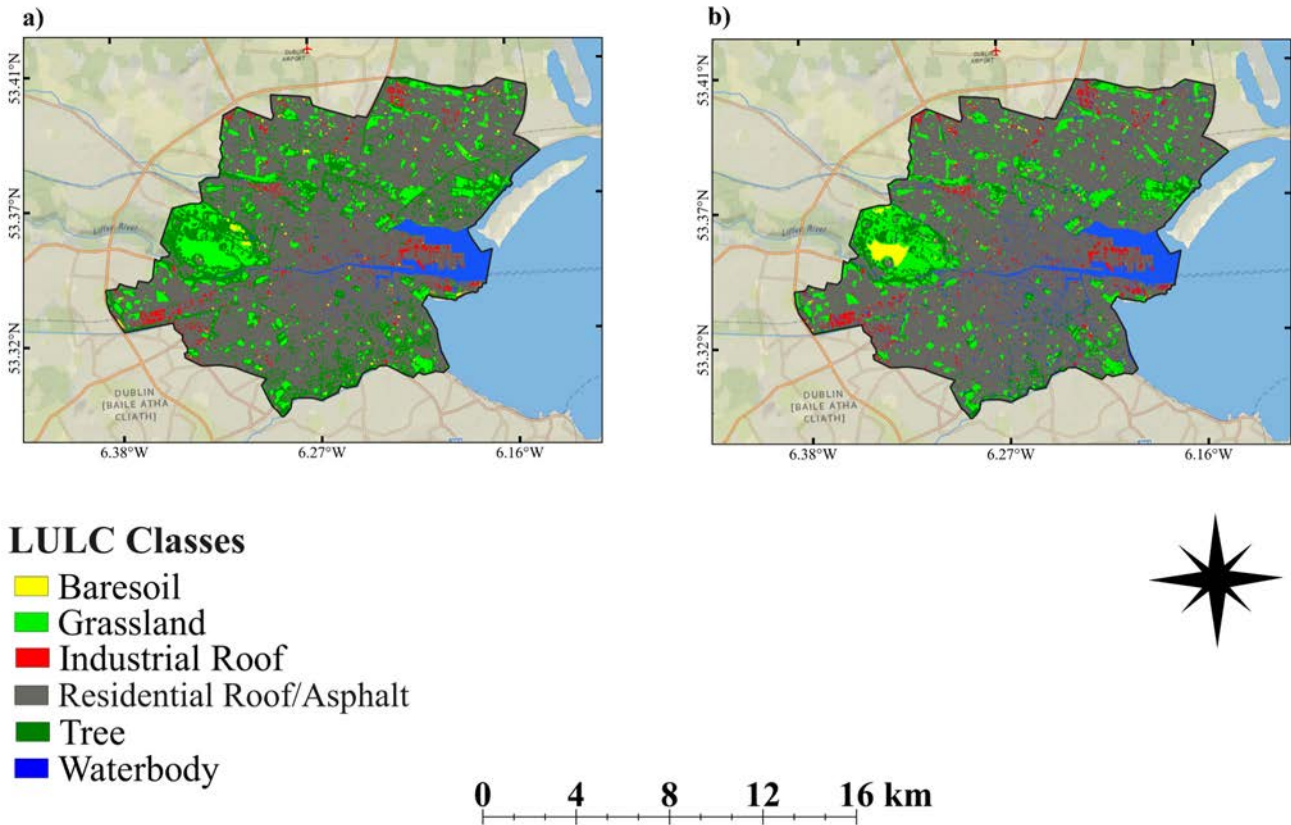 a)
b)
DUBLIN
AIRPORT
DUBLIN
AIRPORT
53.41°N
53.37°N
53.32°N
Liffey River
DUBLIN
[BAILE ATHA
CLIATH]
6.38°W
6.27°W
6.16°W
53.41°N
53.37°N
53.32°N
Liffey River
DUBLIN
[BAILE ATHA
CLIATH]
6.38°W
6.27°W
6.16°W
LULC Classes
Baresoil
Grassland
Industrial Roof
Residential Roof/Asphalt
Tree
Waterbody
0 4 8 12 16 km